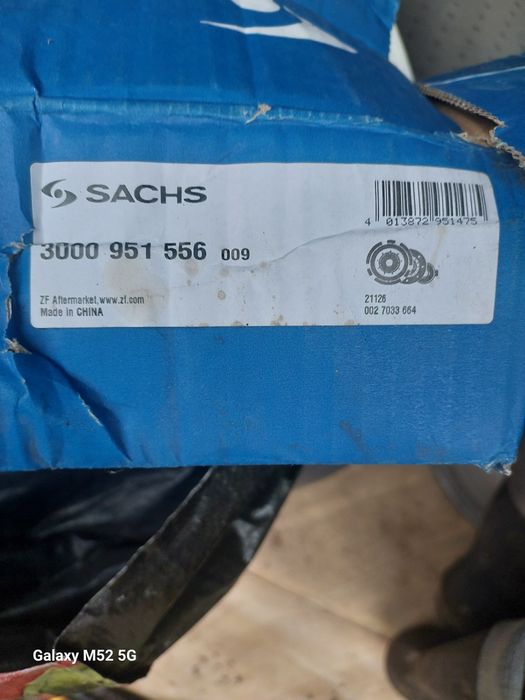 SACHS
4 013872 951475
3000 951 556 009
ZF Aftermarket, www.zf.com
Made in CHINA
21126
002 7033 664
Galaxy M52 5G